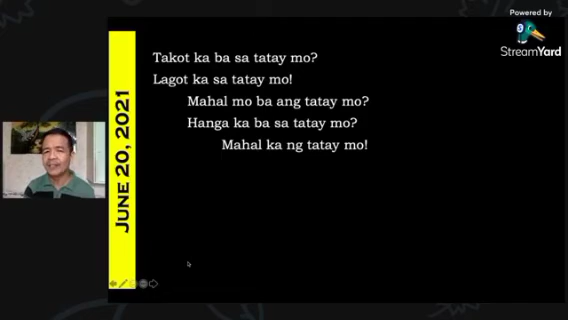 Powered by
StreamYard
Takot ka ba sa tatay mo?
Lagot ka sa tatay mo!
Mahal mo ba ang tatay mo?
Hanga ka ba sa tatay mo?
Mahal ka ng tatay mo!
JUNE 20, 2021